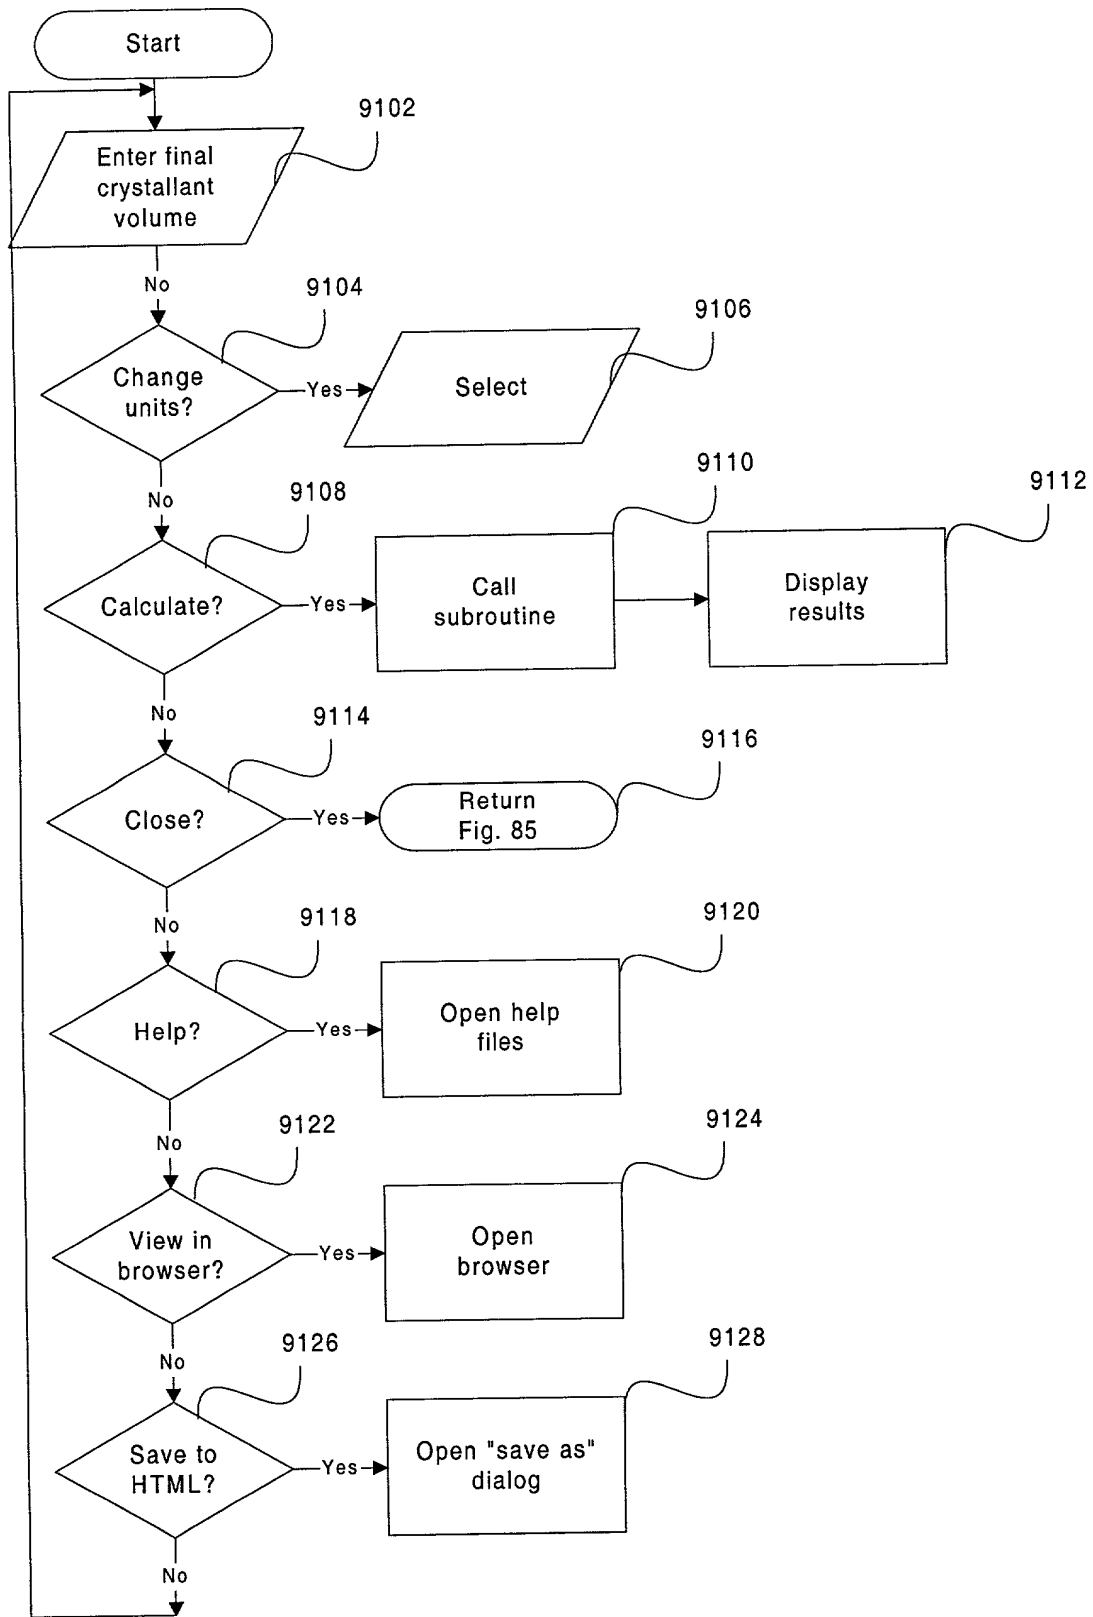 Start
9102
Enter final
crystallant
volume
No
9104
9106
Change
units?
Yes
Select
No
9108
9110
9112
Calculate?
Yes
Call
subroutine
Display
results
No
9114
9116
Close?
Yes
Return
Fig. 85
No
9118
9120
Help?
Yes
Open help
files
No
9122
9124
View in
browser?
Yes
Open
browser
No
9126
9128
Save to
HTML?
Yes
Open "save as"
dialog
No